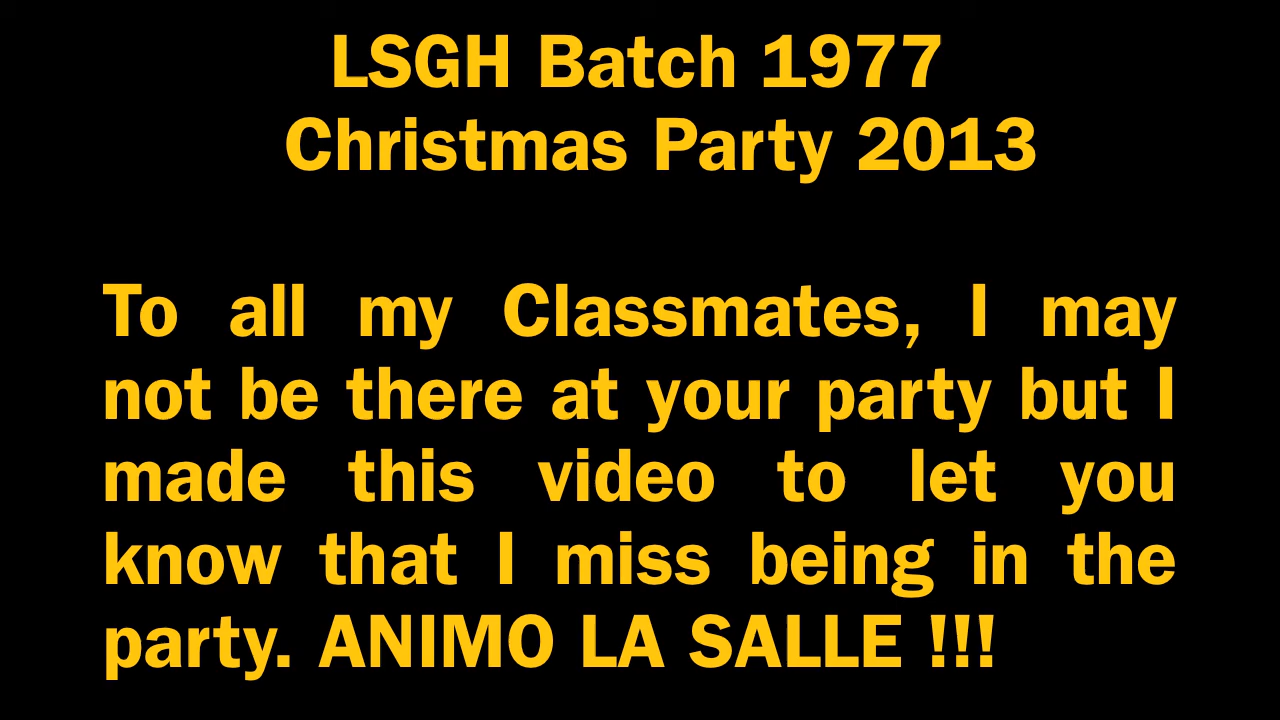 LSGH Batch 1977
Christmas Party 2013
To all my Classmates, I may
not be there at your party but I
made this video to let you
know that I miss being in the
party. ANIMO LA SALLE !!!